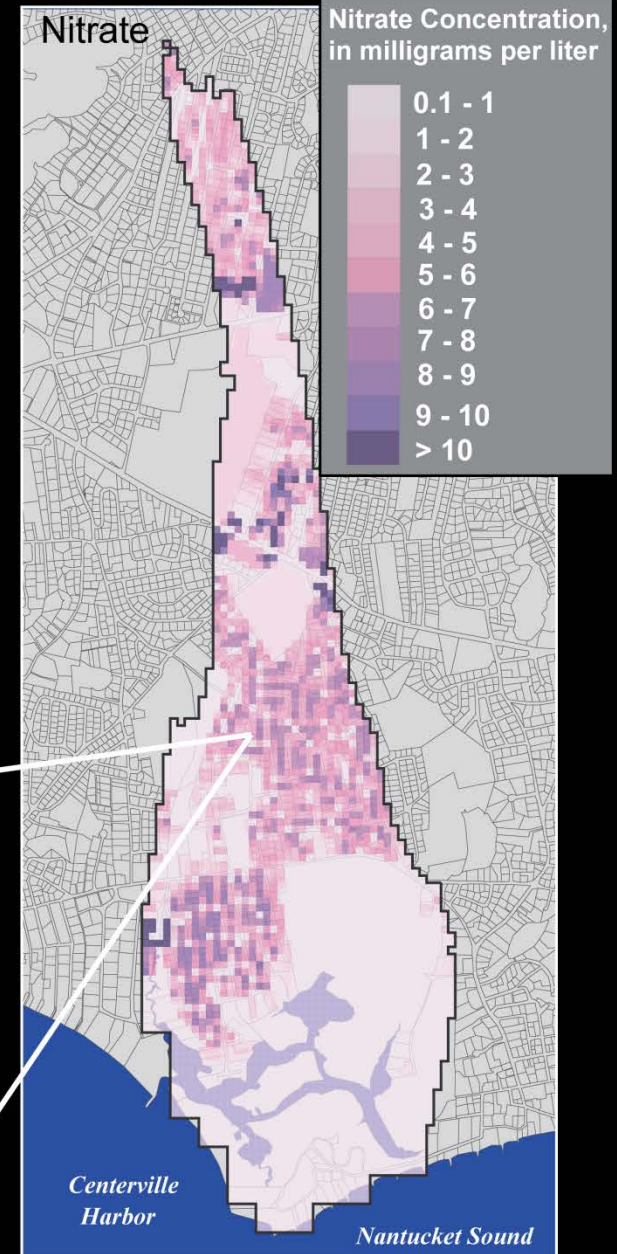 Nitrate
Nitrate Concentration,
in milligrams per liter
0.1 - 1
1 - 2
2 - 3
3 - 4
4 - 5
5 - 6
6 - 7
7 - 8
8 - 9
9 - 10
> 10
Centerville
Harbor
Nantucket Sound